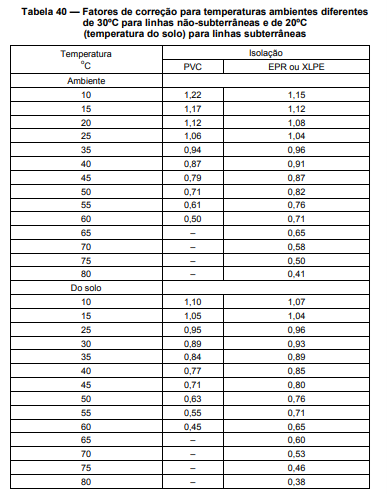 Tabela 40 — Fatores de correção para temperaturas ambientes diferentes
de 30ºC para linhas não-subterrâneas e de 20ºC
(temperatura do solo) para linhas subterrâneas
Temperatura
ºC
Isolação
PVC EPR ou XLPE
Ambiente
10 1,22 1,15
15 1,17 1,12
20 1,12 1,08
25 1,06 1,04
35 0,94 0,96
40 0,87 0,91
45 0,79 0,87
50 0,71 0,82
55 0,61 0,76
60 0,50 0,71
65 – 0,65
70 – 0,58
75 – 0,50
80 – 0,41
Do solo
10 1,10 1,07
15 1,05 1,04
25 0,95 0,96
30 0,89 0,93
35 0,84 0,89
40 0,77 0,85
45 0,71 0,80
50 0,63 0,76
55 0,55 0,71
60 0,45 0,65
65 – 0,60
70 – 0,53
75 – 0,46
80 – 0,38